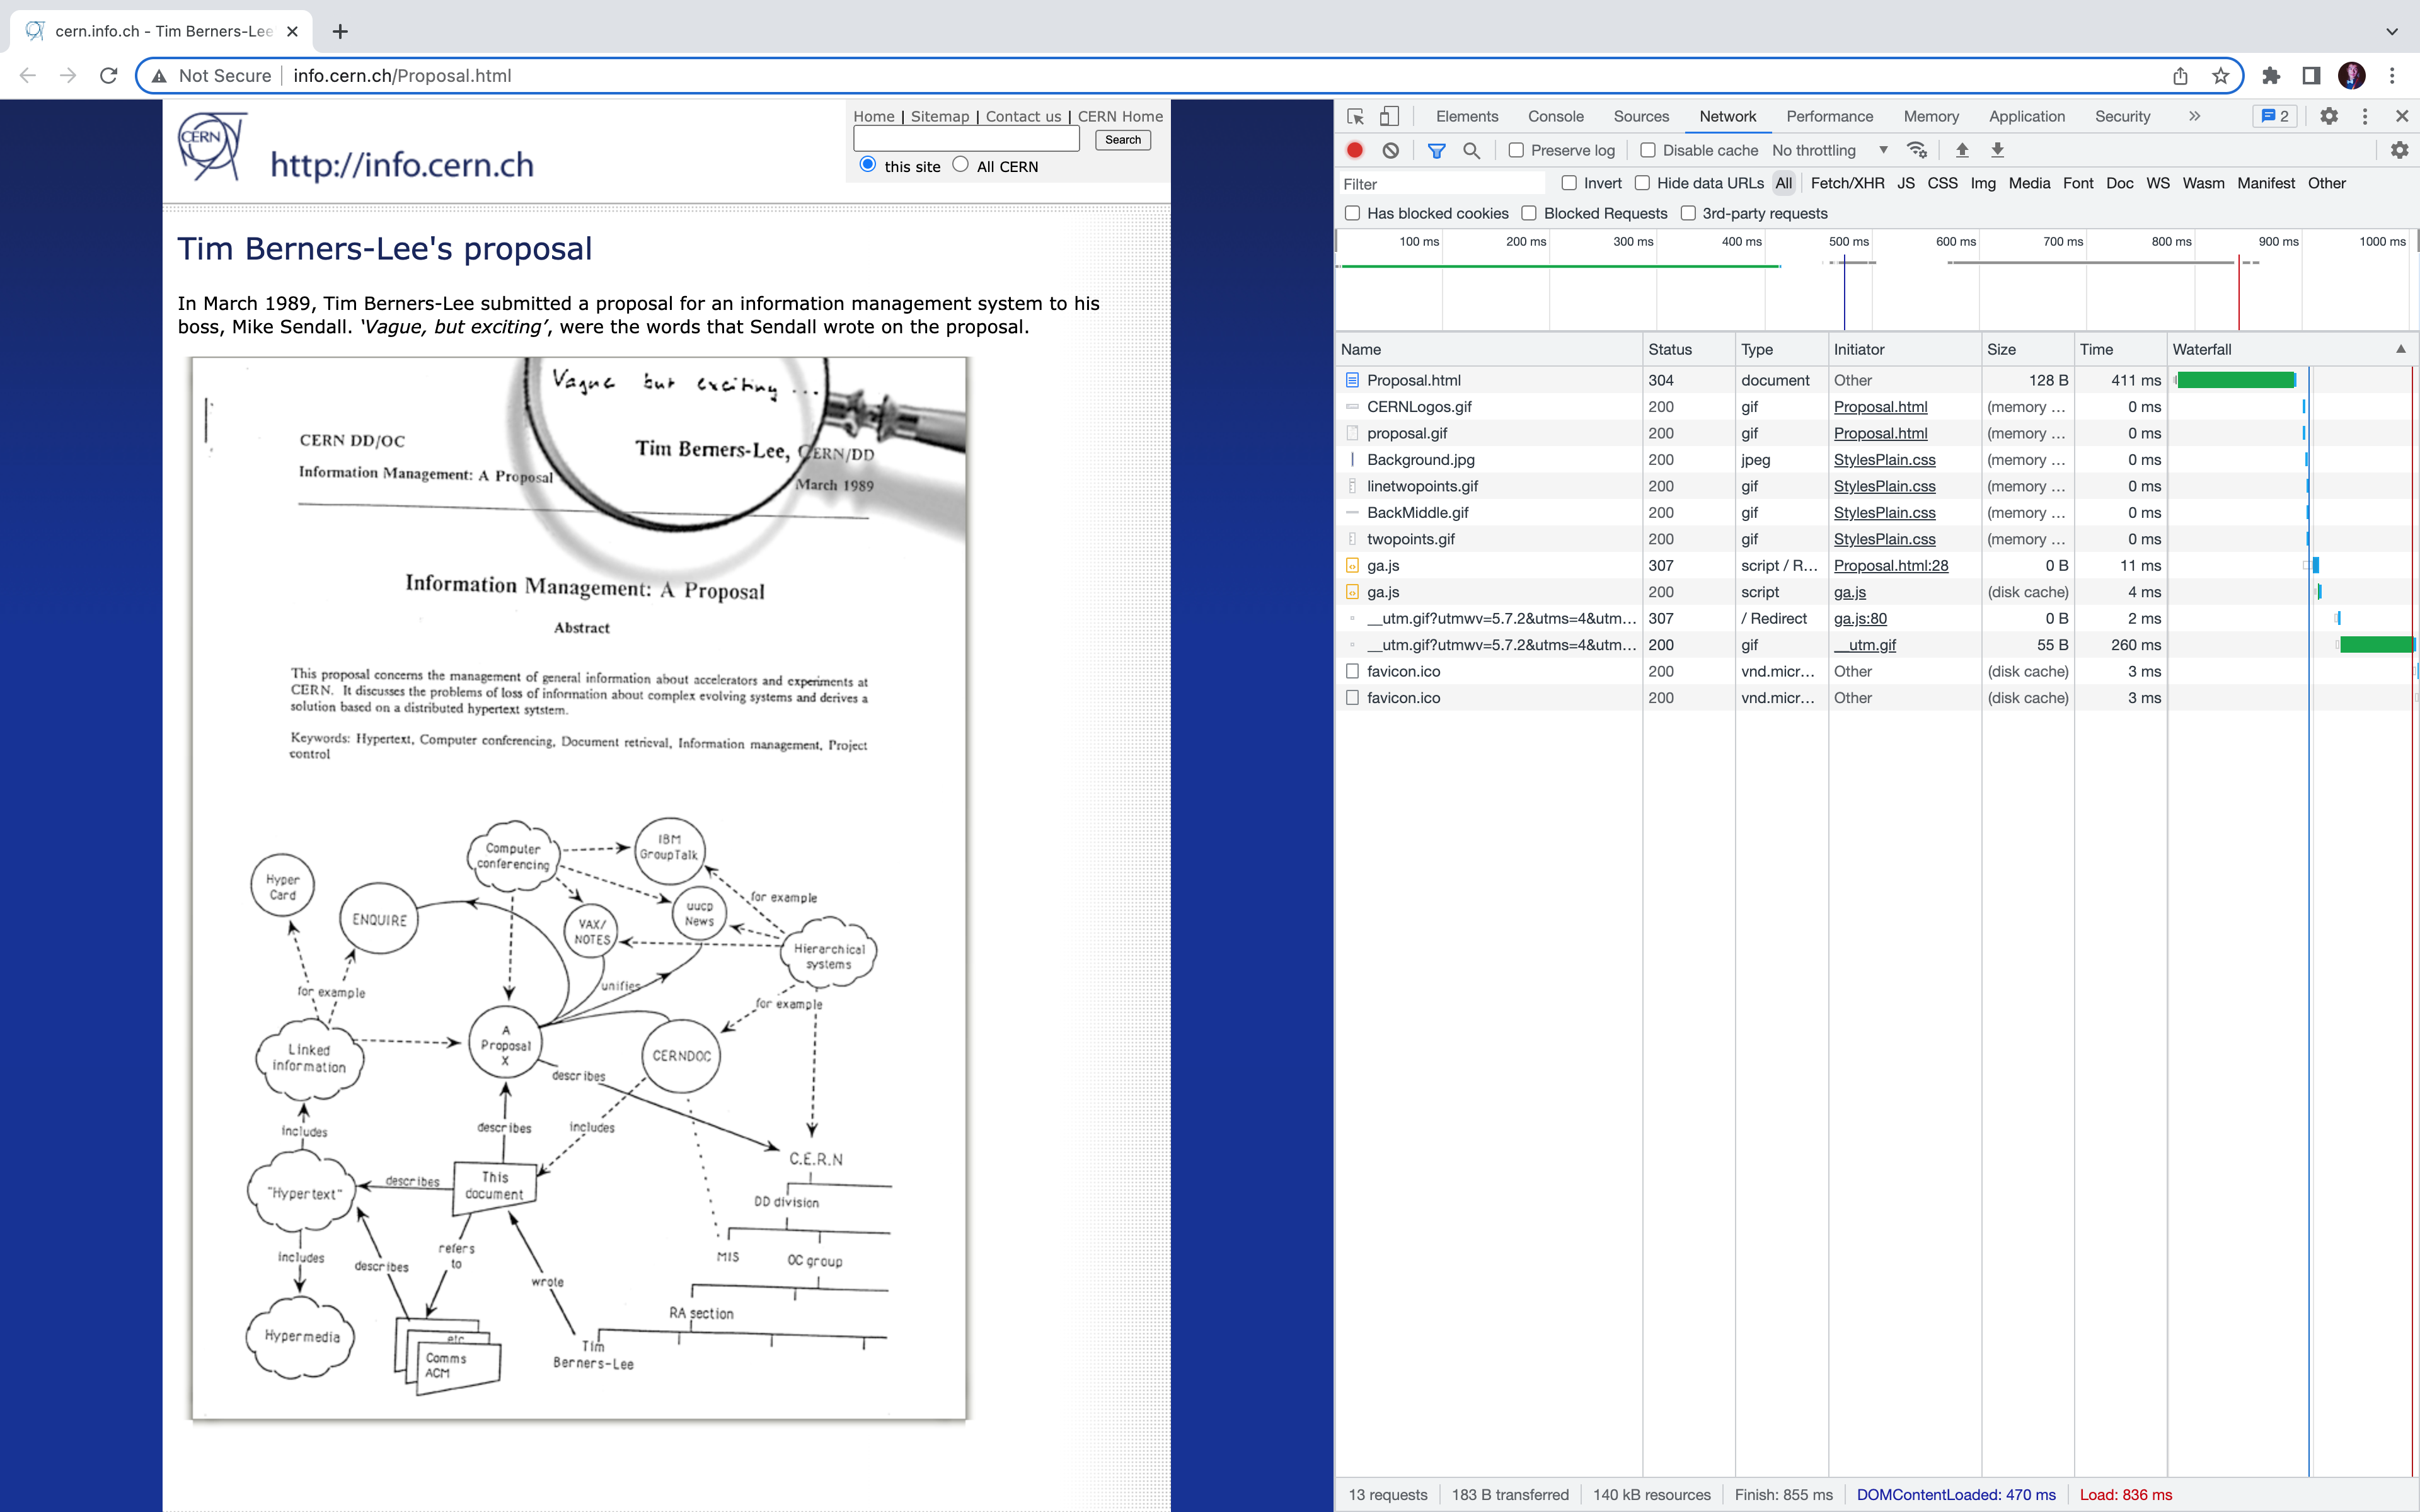 cern.info.ch - Tim Berners-Lee
Not Secure
info.cern.ch/Proposal.html
CERN
http://info.cern.ch
Home | Sitemap | Contact us | CERN Home
Search
this site All CERN
Tim Berners-Lee's proposal
In March 1989, Tim Berners-Lee submitted a proposal for an information management system to his
boss, Mike Sendall. ‘Vague, but exciting’, were the words that Sendall wrote on the proposal.
Vague but exciting ...
CERN DD/OC
Tim Berners-Lee, CERN/DD
Information Management: A Proposal
March 1989
Information Management: A Proposal
Abstract
This proposal concerns the management of general information about accelerators and experiments at
CERN. It discusses the problems of loss of information about complex evolving systems and derives a
solution based on a distributed hypertext sytstem.
Keywords: Hypertext, Computer conferencing, Document retrieval, Information management, Project
control
Computer
conferencing
IBM
GroupTalk
Hyper
Card
ENQUIRE
VAX/
NOTES
uucp
News
for example
Hierarchical
systems
for example
unifies
for example
Linked
information
A
Proposal
X
CERNDOC
describes
includes
describes
includes
C.E.R.N
"Hypertext"
describes
This
document
DD division
includes
describes
refers
to
MIS
OC group
wrote
RA section
Hypermedia
etc
Comms
ACM
Tim
Berners-Lee
Elements Console Sources Network Performance Memory Application Security
2
Preserve log Disable cache No throttling
Filter Invert Hide data URLs All Fetch/XHR JS CSS Img Media Font Doc WS Wasm Manifest Other
Has blocked cookies Blocked Requests 3rd-party requests
100 ms 200 ms 300 ms 400 ms 500 ms 600 ms 700 ms 800 ms 900 ms 1000 ms
Name Status Type Initiator Size Time Waterfall
Proposal.html 304 document Other 128 B 411 ms
CERNLogos.gif 200 gif Proposal.html (memory … 0 ms
proposal.gif 200 gif Proposal.html (memory … 0 ms
Background.jpg 200 jpeg StylesPlain.css (memory … 0 ms
linetwopoints.gif 200 gif StylesPlain.css (memory … 0 ms
BackMiddle.gif 200 gif StylesPlain.css (memory … 0 ms
twopoints.gif 200 gif StylesPlain.css (memory … 0 ms
ga.js 307 script / R… Proposal.html:28 0 B 11 ms
ga.js 200 script ga.js (disk cache) 4 ms
__utm.gif?utmwv=5.7.2&utms=4&utm… 307 / Redirect ga.js:80 0 B 2 ms
__utm.gif?utmwv=5.7.2&utms=4&utm… 200 gif __utm.gif 55 B 260 ms
favicon.ico 200 vnd.micr… Other (disk cache) 3 ms
favicon.ico 200 vnd.micr… Other (disk cache) 3 ms
13 requests 183 B transferred 140 kB resources Finish: 855 ms DOMContentLoaded: 470 ms Load: 836 ms